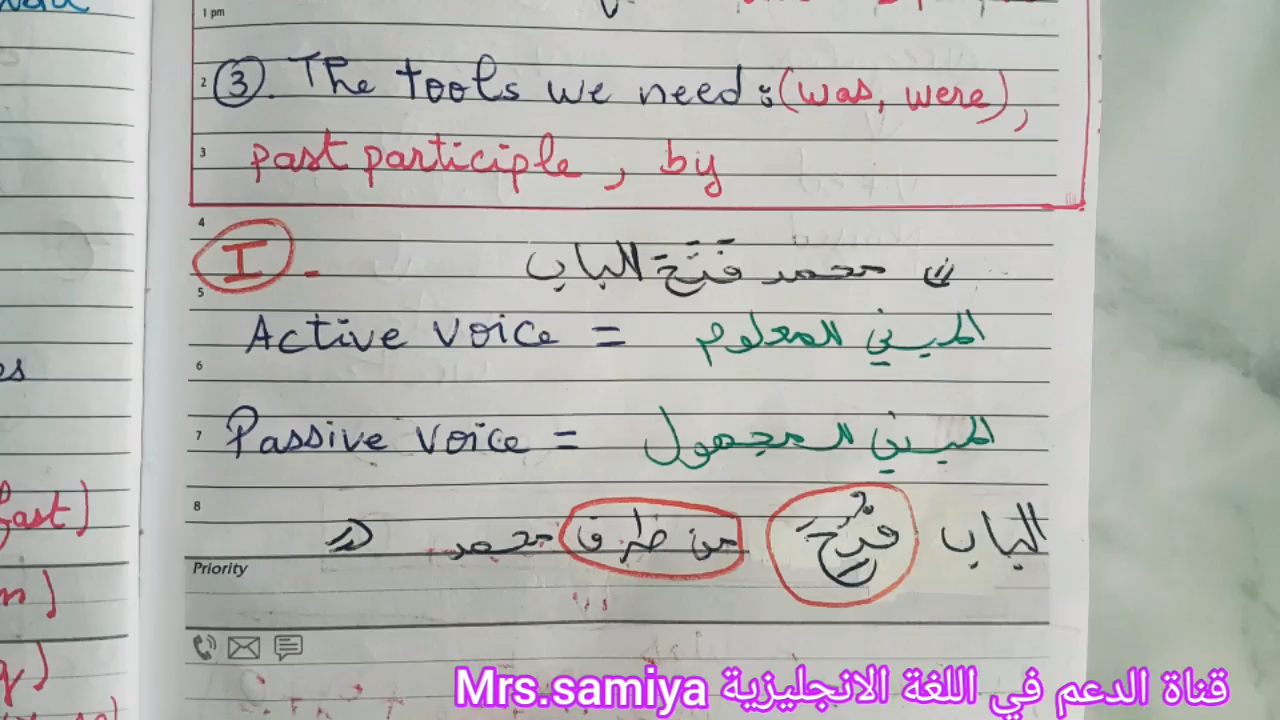 1 pm
2 ③. The tools we need : (was, were),
3 past participle, by
4
I - محمد فَتَحَ الباب
5
Active voice = المبني للمعلوم
6
7 Passive voice = المبني للمجهول
8
الباب فُتِحَ من طرف محمد
Priority
fast)
n)
Mrs.samiya قناة الدعم في اللغة الانجليزية